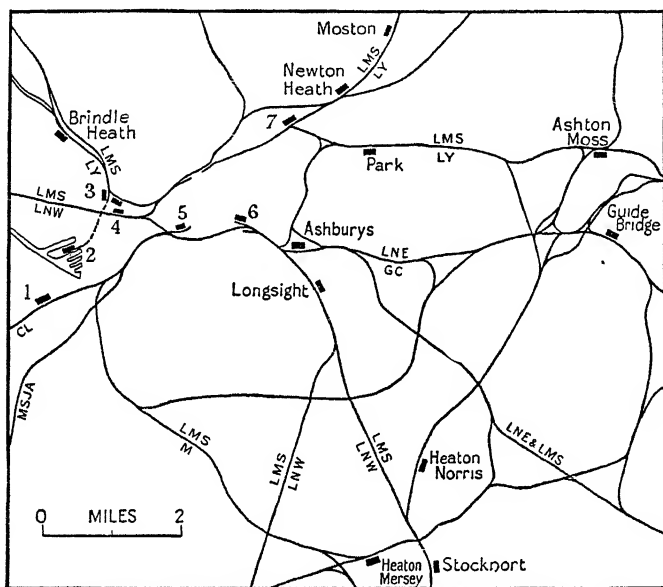 Moston
LMS
LY
Newton
Heath
7
Brindle
Heath
LMS
LY
Park
LMS
LY
Ashton
Moss
3
LMS
LNW
4
5
6
Ashburys
Guide
Bridge
2
LNE
GC
1
Longsight
CL
MSJA
LMS
M
LMS
LNW
LMS
LNW
LNE & LMS
Heaton
Norris
0 MILES 2
Heaton
Mersey
Stockport